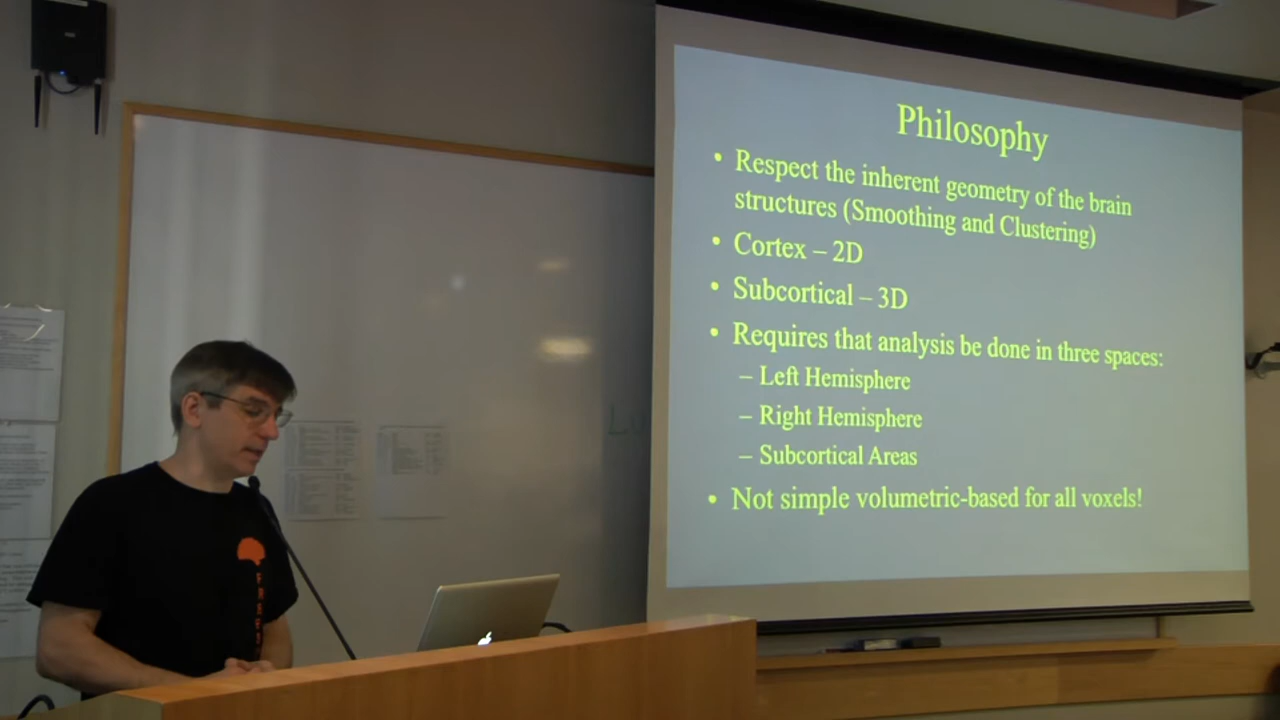 Philosophy
• Respect the inherent geometry of the brain
structures (Smoothing and Clustering)
• Cortex – 2D
• Subcortical – 3D
• Requires that analysis be done in three spaces:
– Left Hemisphere
– Right Hemisphere
– Subcortical Areas
• Not simple volumetric-based for all voxels!